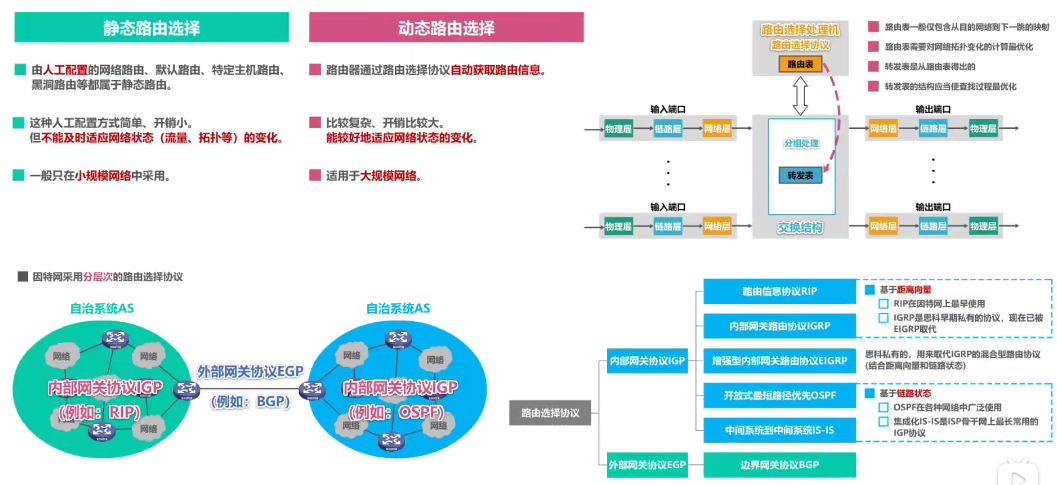 静态路由选择
由人工配置的网络路由、默认路由、特定主机路由、
黑洞路由等都属于静态路由。
这种人工配置方式简单、开销小。
但不能及时适应网络状态（流量、拓扑等）的变化。
一般只在小规模网络中采用。
动态路由选择
路由器通过路由选择协议自动获取路由信息。
比较复杂、开销比较大。
能较好地适应网络状态的变化。
适用于大规模网络。
路由选择处理机
路由选择协议
路由表
路由表一般仅包含从目的网络到下一跳的映射
路由表需要对网络拓扑变化的计算最优化
转发表是从路由表得出的
转发表的结构应当使查找过程最优化
输入端口
物理层
链路层
网络层
分组处理
转发表
交换结构
输出端口
网络层
链路层
物理层
输入端口
物理层
链路层
网络层
输出端口
网络层
链路层
物理层
因特网采用分层次的路由选择协议
自治系统AS
网络
网络
内部网关协议IGP
（例如：RIP）
网络
网络
外部网关协议EGP
（例如：BGP）
自治系统AS
网络
网络
内部网关协议IGP
（例如：OSPF）
网络
网络
路由选择协议
内部网关协议IGP
路由信息协议RIP
内部网关路由协议IGRP
基于距离向量
RIP在因特网上最早使用
IGRP是思科早期私有的协议，现在已被
EIGRP取代
增强型内部网关路由协议EIGRP
思科私有的，用来取代IGRP的混合型路由协议
(结合距离向量和链路状态)
开放式最短路径优先OSPF
中间系统到中间系统IS-IS
基于链路状态
OSPF在各种网络中广泛使用
集成化IS-IS是ISP骨干网上最长常用的
IGP协议
外部网关协议EGP
边界网关协议BGP